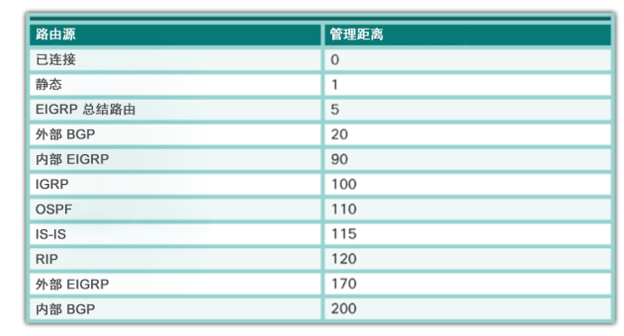 路由源 管理距离
已连接 0
静态 1
EIGRP 总结路由 5
外部 BGP 20
内部 EIGRP 90
IGRP 100
OSPF 110
IS-IS 115
RIP 120
外部 EIGRP 170
内部 BGP 200